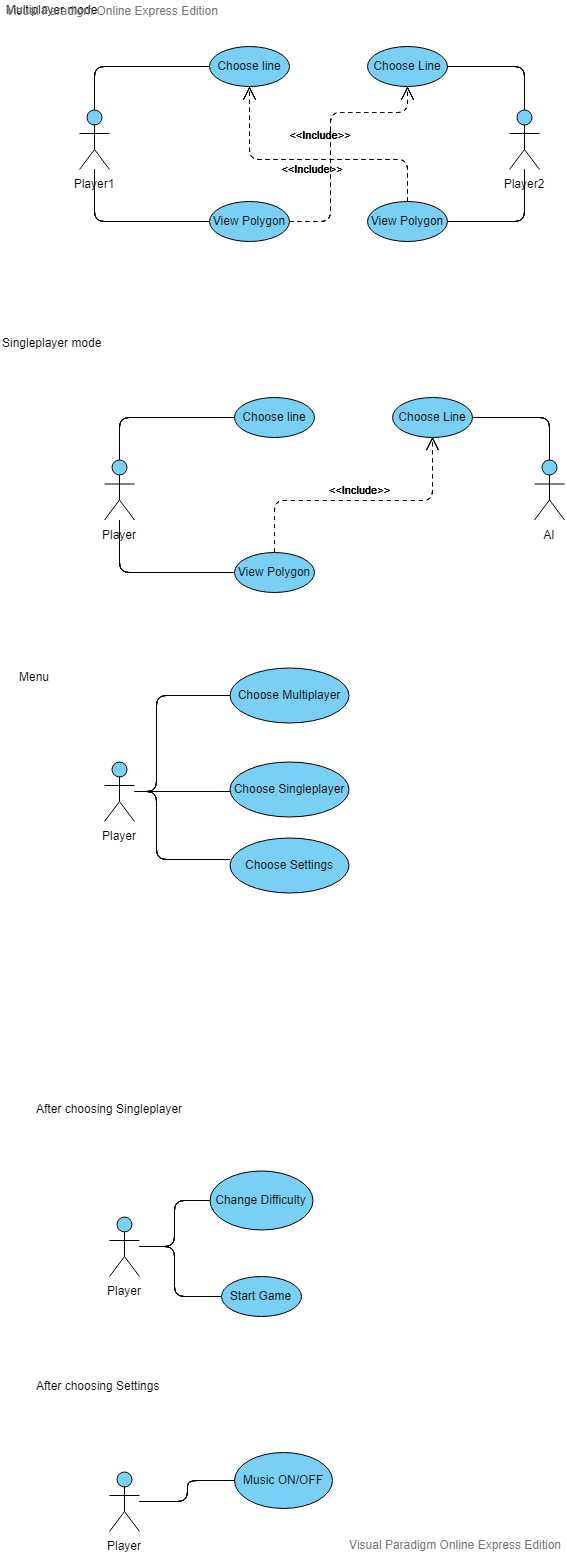 Multiplayer mode
Visual Paradigm Online Express Edition
Choose line
Choose Line
<<Include>>
<<Include>>
Player1
Player2
View Polygon
View Polygon
Singleplayer mode
Choose line
Choose Line
<<Include>>
Player
AI
View Polygon
Menu
Choose Multiplayer
Choose Singleplayer
Player
Choose Settings
After choosing Singleplayer
Change Difficulty
Player
Start Game
After choosing Settings
Music ON/OFF
Player
Visual Paradigm Online Express Edition